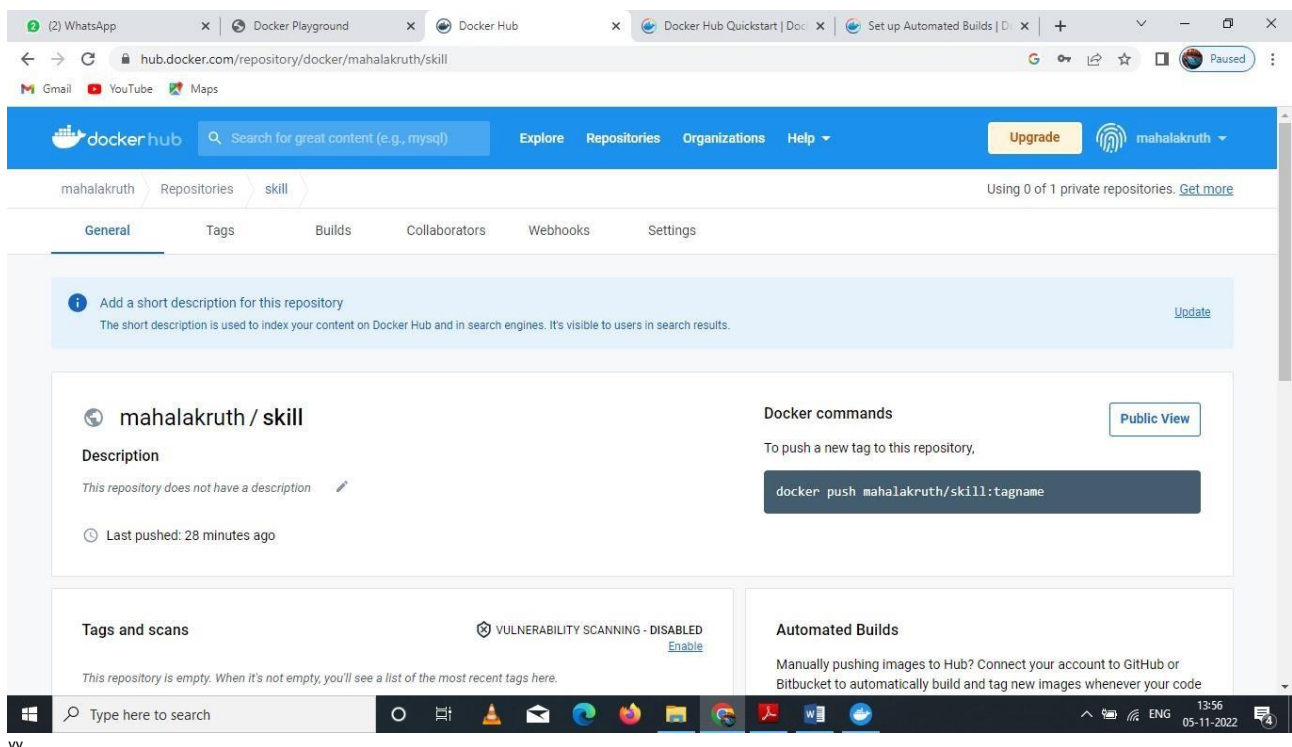 (2) WhatsApp
Docker Playground
Docker Hub
Docker Hub Quickstart | Doc
Set up Automated Builds | D
hub.docker.com/repository/docker/mahalakruth/skill
Paused
Gmail YouTube Maps
dockerhub
Search for great content (e.g., mysql)
Explore Repositories Organizations Help
Upgrade
mahalakruth
mahalakruth Repositories skill
Using 0 of 1 private repositories. Get more
General Tags Builds Collaborators Webhooks Settings
Add a short description for this repository
The short description is used to index your content on Docker Hub and in search engines. It's visible to users in search results.
Update
mahalakruth / skill
Description
This repository does not have a description
Last pushed: 28 minutes ago
Docker commands
Public View
To push a new tag to this repository,
docker push mahalakruth/skill:tagname
Tags and scans
VULNERABILITY SCANNING - DISABLED
Enable
This repository is empty. When it's not empty, you'll see a list of the most recent tags here.
Automated Builds
Manually pushing images to Hub? Connect your account to GitHub or
Bitbucket to automatically build and tag new images whenever your code
Type here to search
ENG
13:56
05-11-2022
4